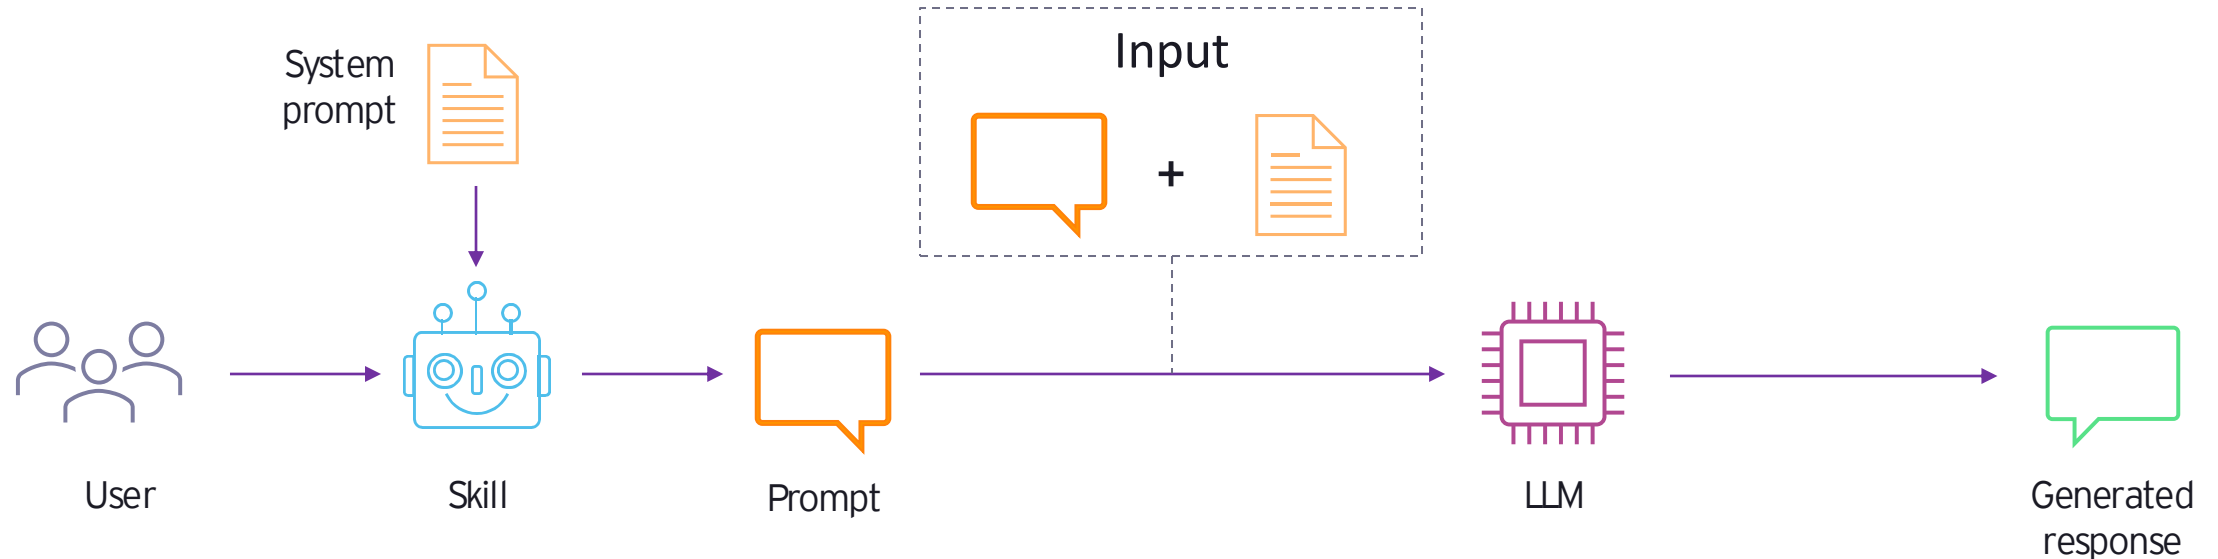 System
prompt
Input
+
User
Skill
Prompt
LLM
Generated
response